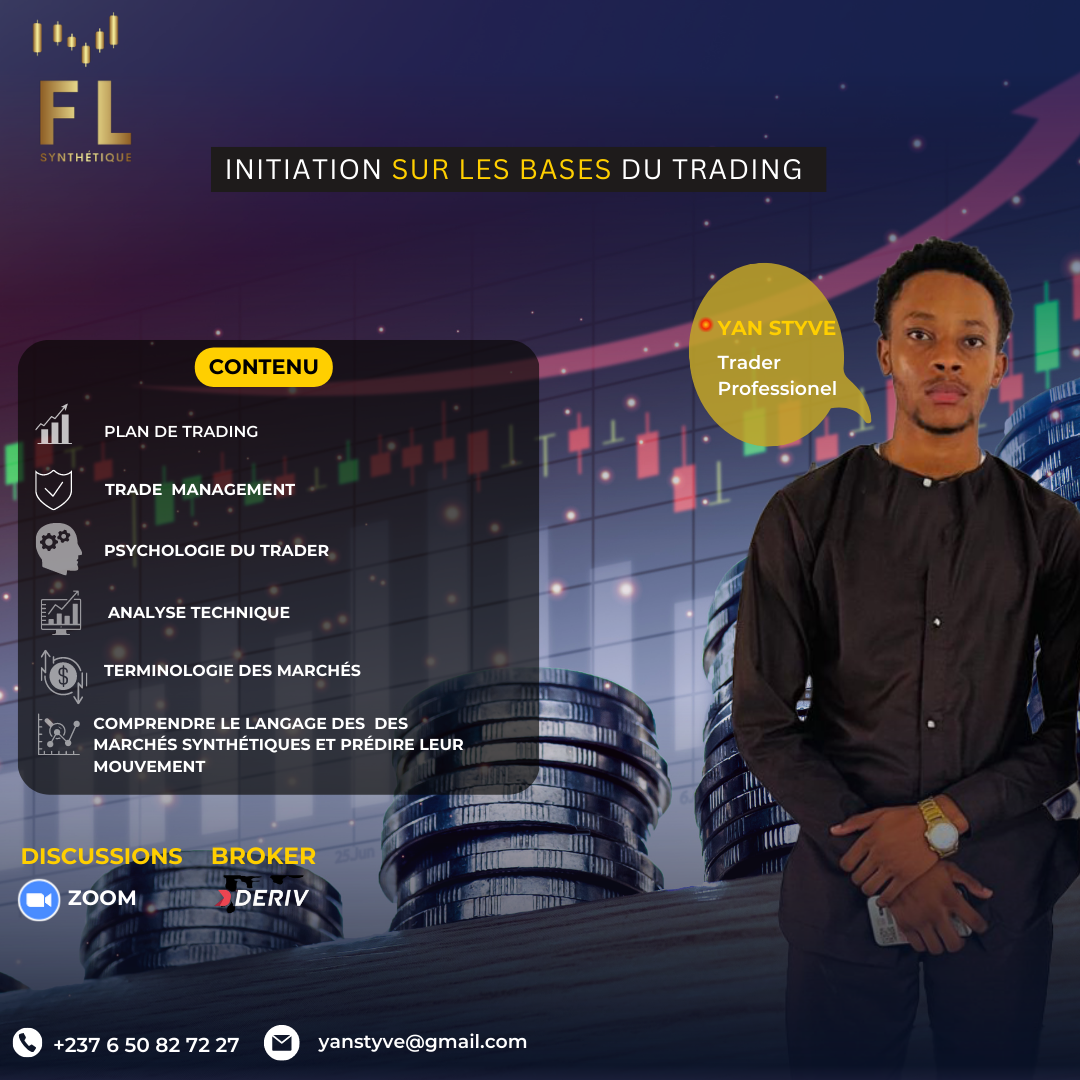 FL
SYNTHÉTIQUE
INITIATION SUR LES BASES DU TRADING
YAN STYVE
Trader
Professionel
CONTENU
PLAN DE TRADING
TRADE MANAGEMENT
PSYCHOLOGIE DU TRADER
ANALYSE TECHNIQUE
TERMINOLOGIE DES MARCHÉS
COMPRENDRE LE LANGAGE DES DES
MARCHÉS SYNTHÉTIQUES ET PRÉDIRE LEUR
MOUVEMENT
DISCUSSIONS
BROKER
ZOOM
DERIV
+237 6 50 82 72 27
yanstyve@gmail.com